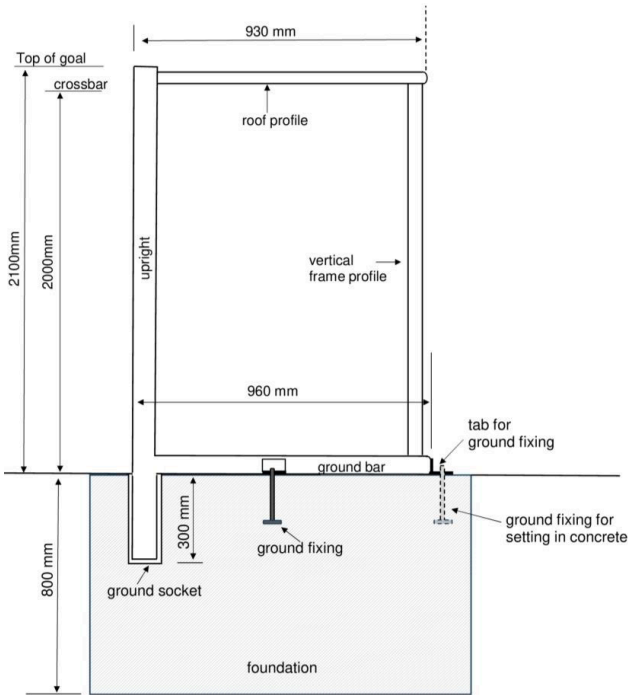 930 mm
Top of goal
crossbar
roof profile
2100mm
2000mm
upright
vertical
frame profile
960 mm
tab for
ground fixing
ground bar
300 mm
ground fixing
ground fixing for
setting in concrete
800 mm
ground socket
foundation